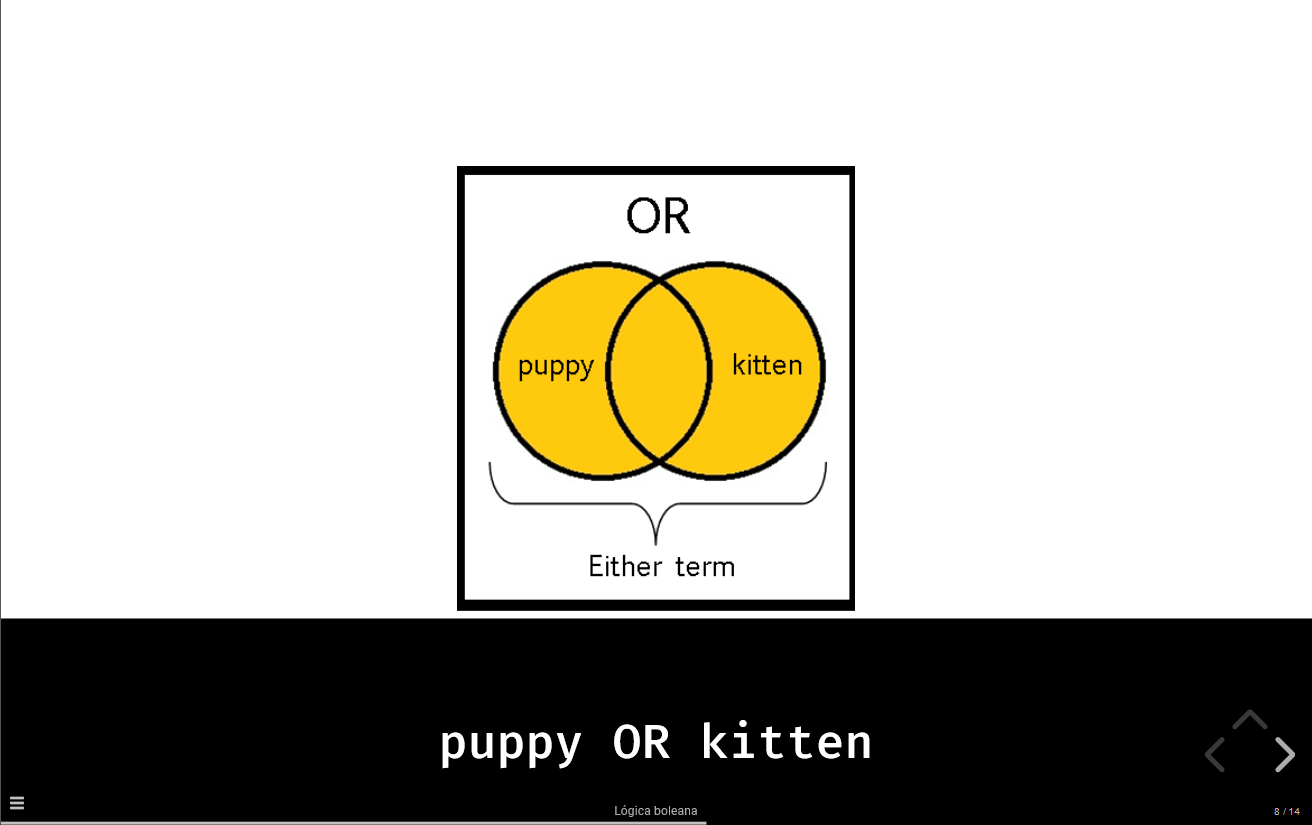 OR
puppy
kitten
Either term
puppy OR kitten
Lógica boleana
8 / 14